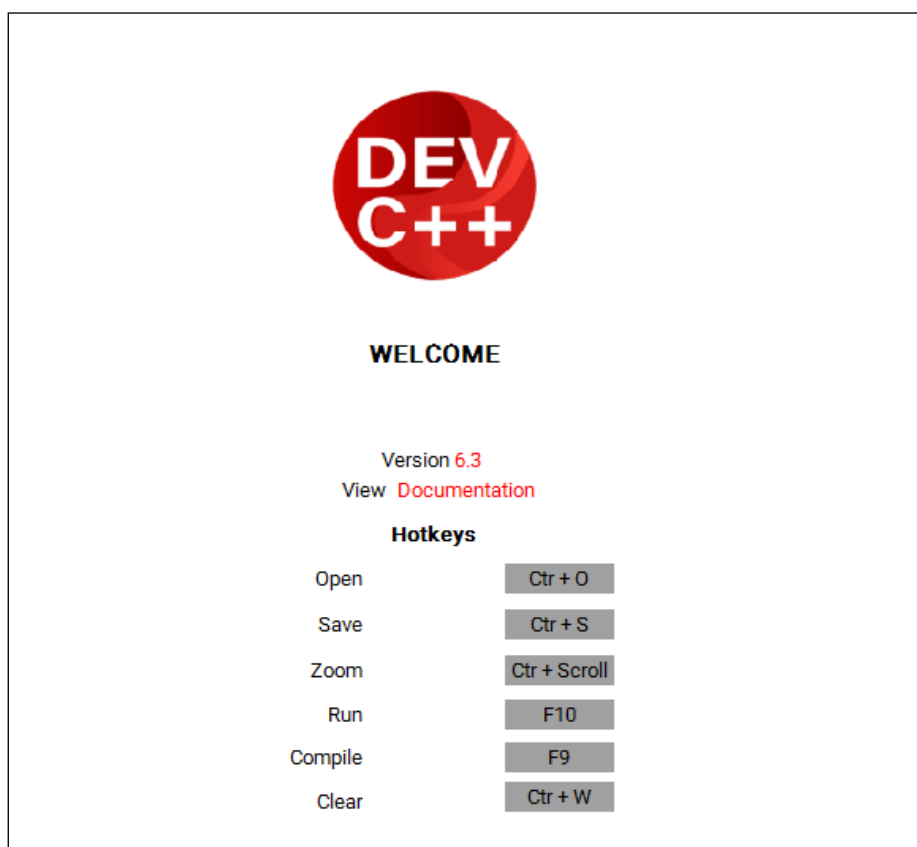 DEV
C++
WELCOME
Version 6.3
View Documentation
Hotkeys
Open Ctr + O
Save Ctr + S
Zoom Ctr + Scroll
Run F10
Compile F9
Clear Ctr + W